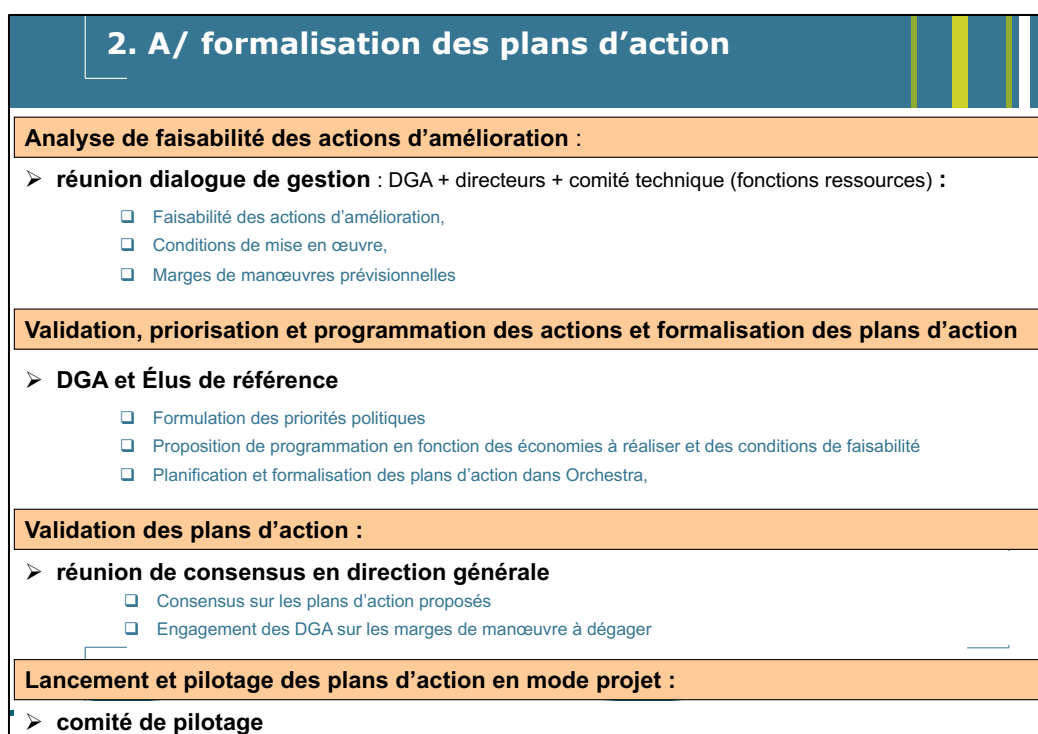 2. A/ formalisation des plans d’action
Analyse de faisabilité des actions d’amélioration :
➢ réunion dialogue de gestion : DGA + directeurs + comité technique (fonctions ressources) :
❑ Faisabilité des actions d’amélioration,
❑ Conditions de mise en œuvre,
❑ Marges de manœuvres prévisionnelles
Validation, priorisation et programmation des actions et formalisation des plans d’action
➢ DGA et Élus de référence
❑ Formulation des priorités politiques
❑ Proposition de programmation en fonction des économies à réaliser et des conditions de faisabilité
❑ Planification et formalisation des plans d’action dans Orchestra,
Validation des plans d’action :
➢ réunion de consensus en direction générale
❑ Consensus sur les plans d’action proposés
❑ Engagement des DGA sur les marges de manœuvre à dégager
Lancement et pilotage des plans d’action en mode projet :
➢ comité de pilotage